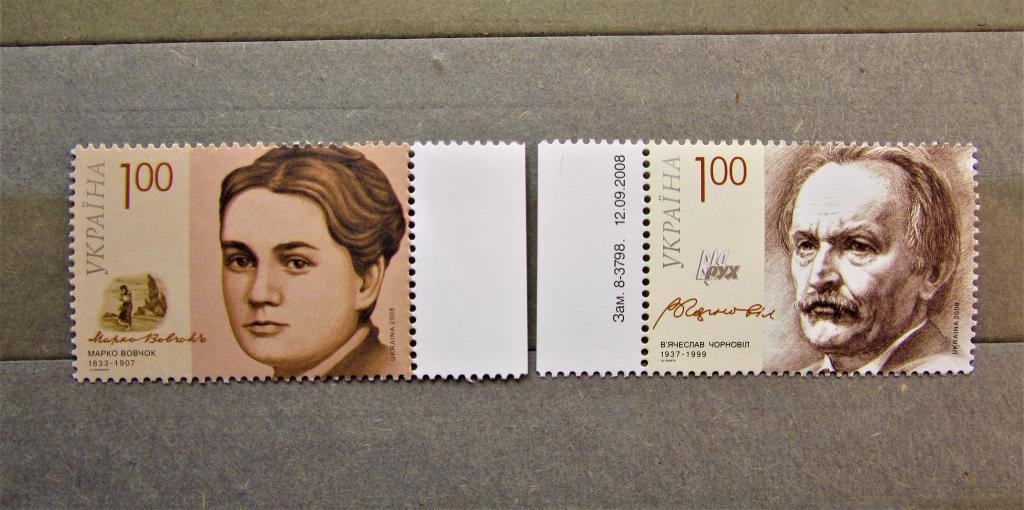 УКРАЇНА
1.00
Марко Вовчокъ
МАРКО ВОВЧОК
1833-1907
UKRAINA 2008
Зам. 8-3798. 12.09.2008
УКРАЇНА
1.00
Рух
В'ЯЧЕСЛАВ ЧОРНОВІЛ
1937-1999
UKRAINA 2008